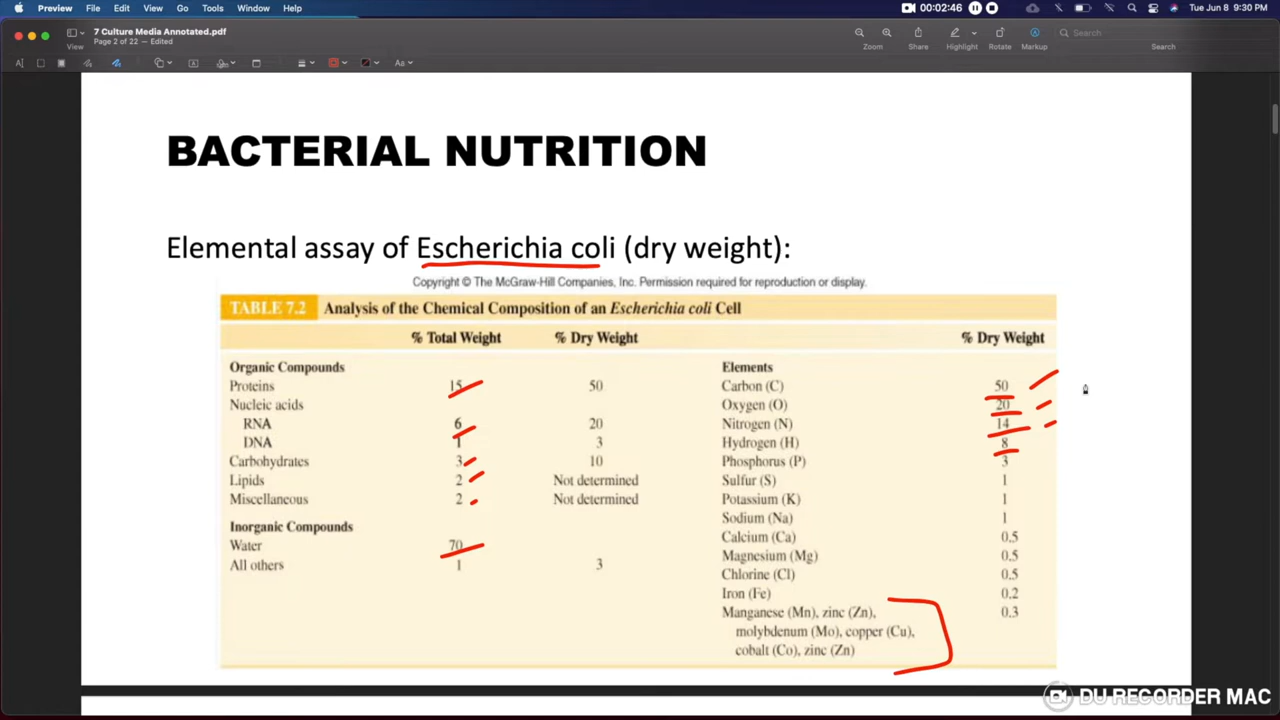 Preview File Edit View Go Tools Window Help 00:02:46 Tue Jun 8 9:30 PM
7 Culture Media Annotated.pdf
Page 2 of 22 — Edited
View Zoom Share Highlight Rotate Markup Search
Search
BACTERIAL NUTRITION
Elemental assay of Escherichia coli (dry weight):
Copyright © The McGraw-Hill Companies, Inc. Permission required for reproduction or display.
TABLE 7.2 Analysis of the Chemical Composition of an Escherichia coli Cell
% Total Weight % Dry Weight % Dry Weight
Organic Compounds Elements
Proteins 15 50 Carbon (C) 50
Nucleic acids Oxygen (O) 20
RNA 6 20 Nitrogen (N) 14
DNA 1 3 Hydrogen (H) 8
Carbohydrates 3 10 Phosphorus (P) 3
Lipids 2 Not determined Sulfur (S) 1
Miscellaneous 2 Not determined Potassium (K) 1
Inorganic Compounds Sodium (Na) 1
Water 70 Calcium (Ca) 0.5
All others 1 3 Magnesium (Mg) 0.5
Chlorine (Cl) 0.5
Iron (Fe) 0.2
Manganese (Mn), zinc (Zn), 0.3
molybdenum (Mo), copper (Cu),
cobalt (Co), zinc (Zn)
DU RECORDER MAC